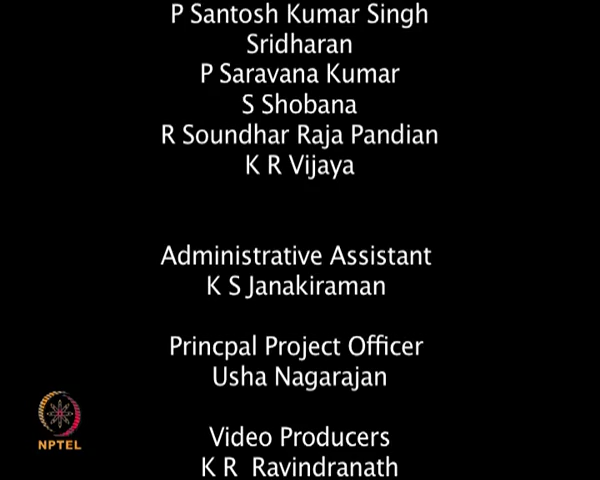 P Santosh Kumar Singh
Sridharan
P Saravana Kumar
S Shobana
R Soundhar Raja Pandian
K R Vijaya
Administrative Assistant
K S Janakiraman
Princpal Project Officer
Usha Nagarajan
Video Producers
K R Ravindranath
NPTEL